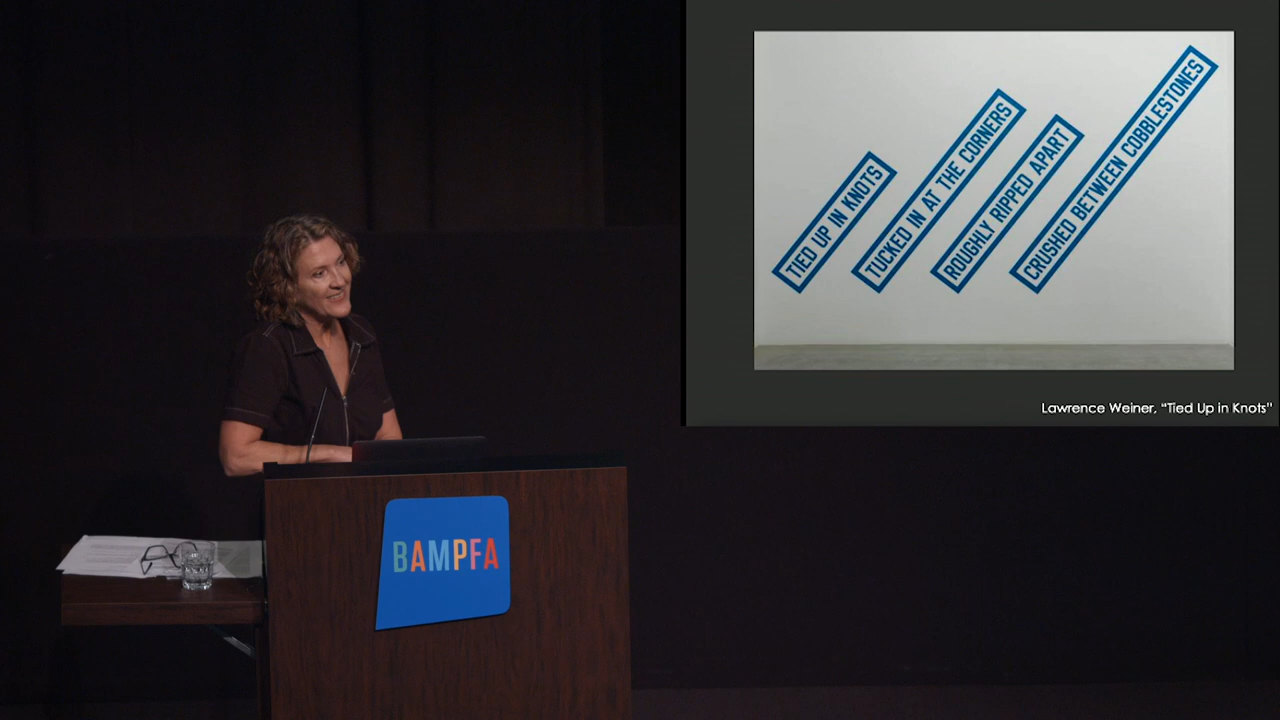 TIED UP IN KNOTS
TUCKED IN AT THE CORNERS
ROUGHLY RIPPED APART
CRUSHED BETWEEN COBBLESTONES
Lawrence Weiner, "Tied Up in Knots"
BAMPFA